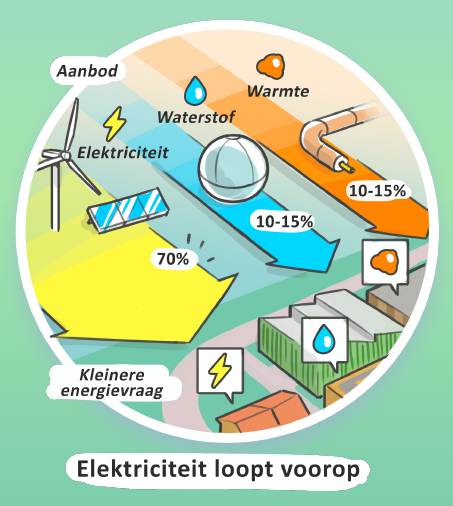 Aanbod
Warmte
Waterstof
Elektriciteit
10-15%
10-15%
70%
Kleinere
energievraag
Elektriciteit loopt voorop